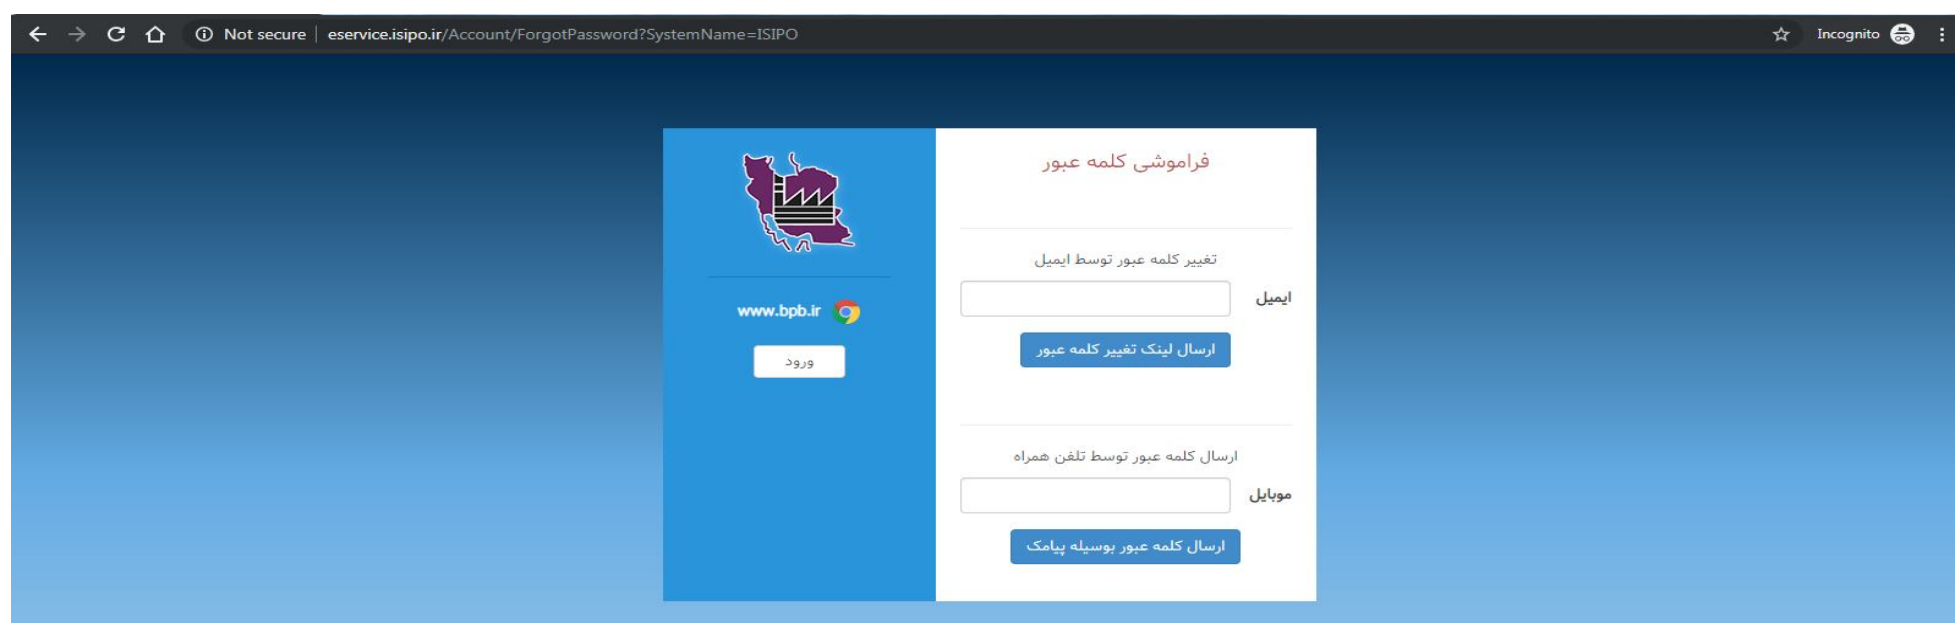 Not secure | eservice.isipo.ir/Account/ForgotPassword?SystemName=ISIPO
Incognito
فراموشی کلمه عبور
تغییر کلمه عبور توسط ایمیل
ایمیل
ارسال لینک تغییر کلمه عبور
ارسال کلمه عبور توسط تلفن همراه
موبایل
ارسال کلمه عبور بوسیله پیامک
www.bpb.ir
ورود